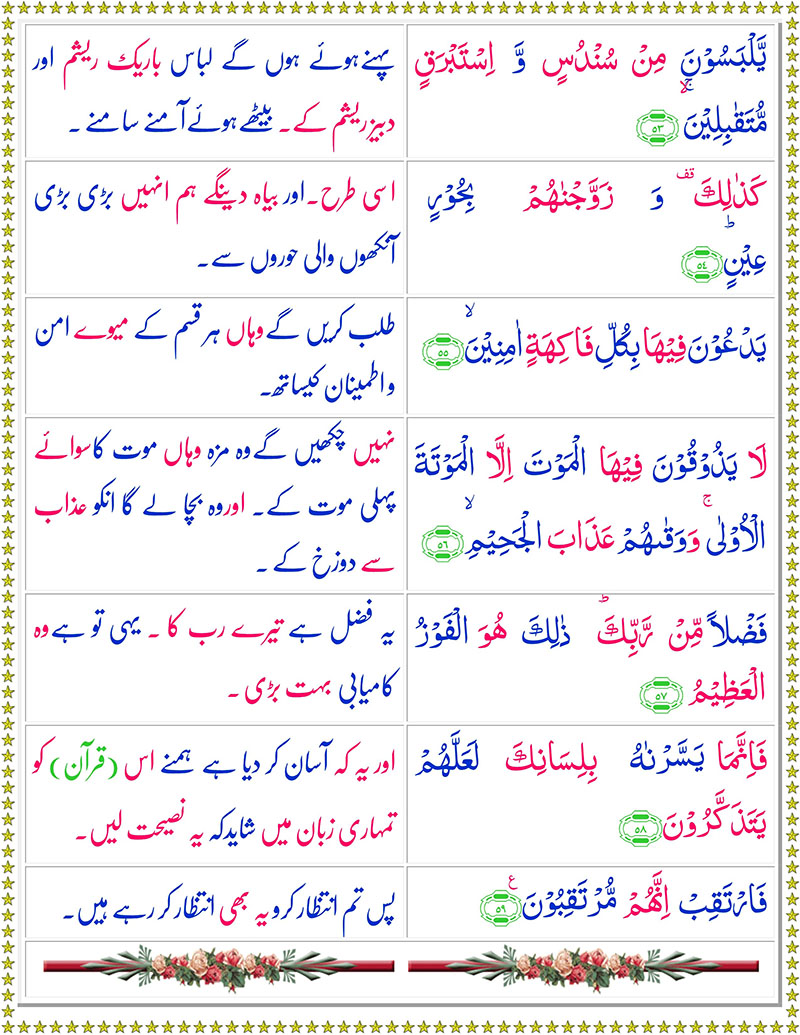 يَّلْبَسُوْنَ مِنْ سُنْدُسٍ وَّ اِسْتَبْرَقٍ
مُّتَقٰبِلِيْنَۚۙ ﴿٥٣﴾
پہنے ہوئے ہوں گے لباس باریک ریشم اور
دبیز ریشم کے۔ بیٹھے ہوئے آمنے سامنے ۔
كَذٰلِكَࣞ وَ زَوَّجْنٰهُمْ بِحُوْرٍ
عِيْنٍؕ ﴿٥٤﴾
اسی طرح۔ اور بیاہ دینگے ہم انہیں بڑی بڑی
آنکھوں والی حوروں سے۔
يَدْعُوْنَ فِيْهَا بِكُلِّ فَاكِهَةٍ اٰمِنِيْنَۙ ﴿٥٥﴾
طلب کریں گے وہاں ہر قسم کے میوے امن
و اطمینان کیساتھ۔
لَا يَذُوْقُوْنَ فِيْهَا الْمَوْتَ اِلَّا الْمَوْتَةَ
الْاُوْلٰىۚ وَوَقٰىهُمْ عَذَابَ الْجَحِيْمِۙ ﴿٥٦﴾
نہیں چکھیں گے وہ مزہ وہاں موت کا سوائے
پہلی موت کے۔ اور وہ بچا لے گا انکو عذاب
سے دوزخ کے ۔
فَضْلًا مِّنْ رَّبِّكَؕ ذٰلِكَ هُوَ الْفَوْزُ
الْعَظِيْمُ ﴿٥٧﴾
یہ فضل ہے تیرے رب کا ۔ یہی تو ہے وہ
کامیابی بہت بڑی ۔
فَاِنَّمَا يَسَّرْنٰهُ بِلِسَانِكَ لَعَلَّهُمْ
يَتَذَكَّرُوْنَ ﴿٥٨﴾
اور یہ کہ آسان کر دیا ہے ہمنے اس (قرآن) کو
تمہاری زبان میں شاید کہ یہ نصیحت لیں۔
فَارْتَقِبْ اِنَّهُمْ مُّرْتَقِبُوْنَ ع ﴿٥٩﴾
پس تم انتظار کرو یہ بھی انتظار کر رہے ہیں۔